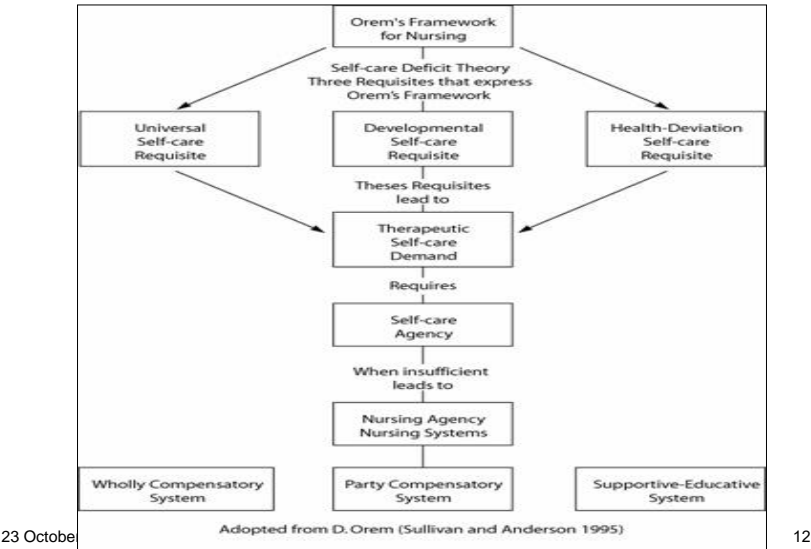 Orem's Framework
for Nursing
Self-care Deficit Theory
Three Requisites that express
Orem's Framework
Universal
Self-care
Requisite
Developmental
Self-care
Requisite
Health-Deviation
Self-care
Requisite
Theses Requisites
lead to
Therapeutic
Self-care
Demand
Requires
Self-care
Agency
When insufficient
leads to
Nursing Agency
Nursing Systems
Wholly Compensatory
System
Party Compensatory
System
Supportive-Educative
System
Adopted from D. Orem (Sullivan and Anderson 1995)
23 October
12